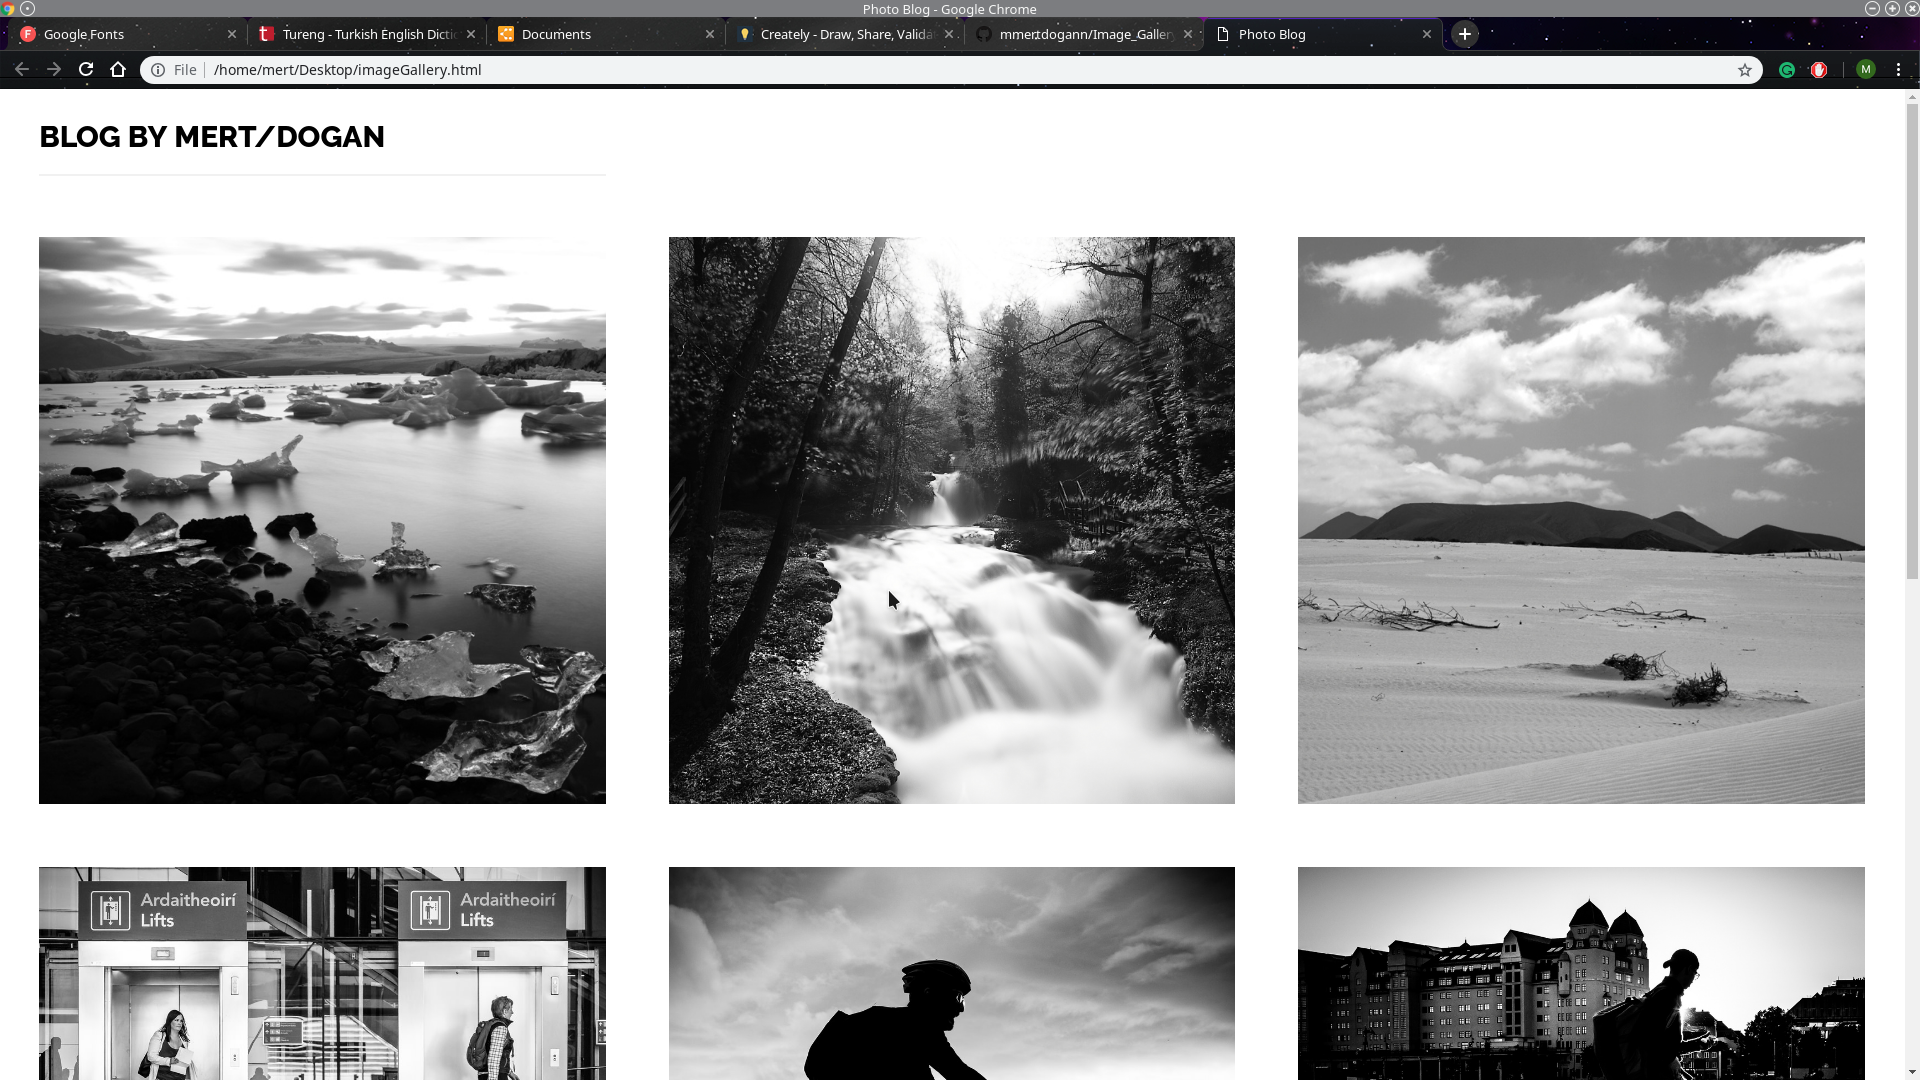 Photo Blog - Google Chrome
Google Fonts
Tureng - Turkish English Dictio
Documents
Creately - Draw, Share, Valida
mmertdogann/Image_Galler
Photo Blog
File
/home/mert/Desktop/imageGallery.html
M
BLOG BY MERT/DOGAN
Ardaitheoirí
Lifts
Ardaitheoirí
Lifts